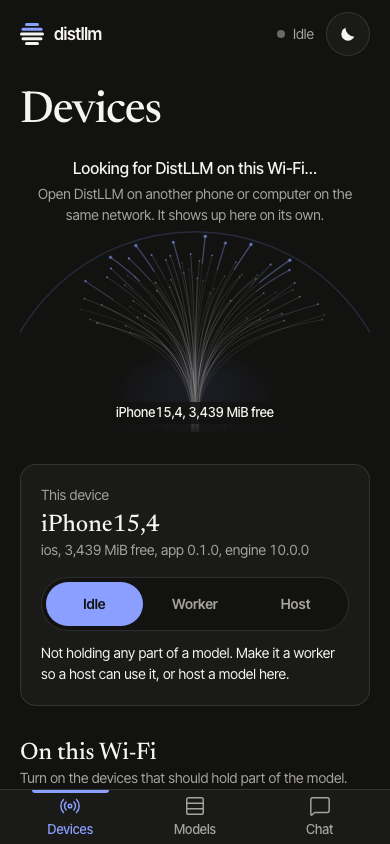 distllm
Idle
Devices
Looking for DistLLM on this Wi-Fi...
Open DistLLM on another phone or computer on the
same network. It shows up here on its own.
iPhone15,4, 3,439 MiB free
This device
iPhone15,4
ios, 3,439 MiB free, app 0.1.0, engine 10.0.0
Idle
Worker
Host
Not holding any part of a model. Make it a worker
so a host can use it, or host a model here.
On this Wi-Fi
Turn on the devices that should hold part of the model.
Devices
Models
Chat